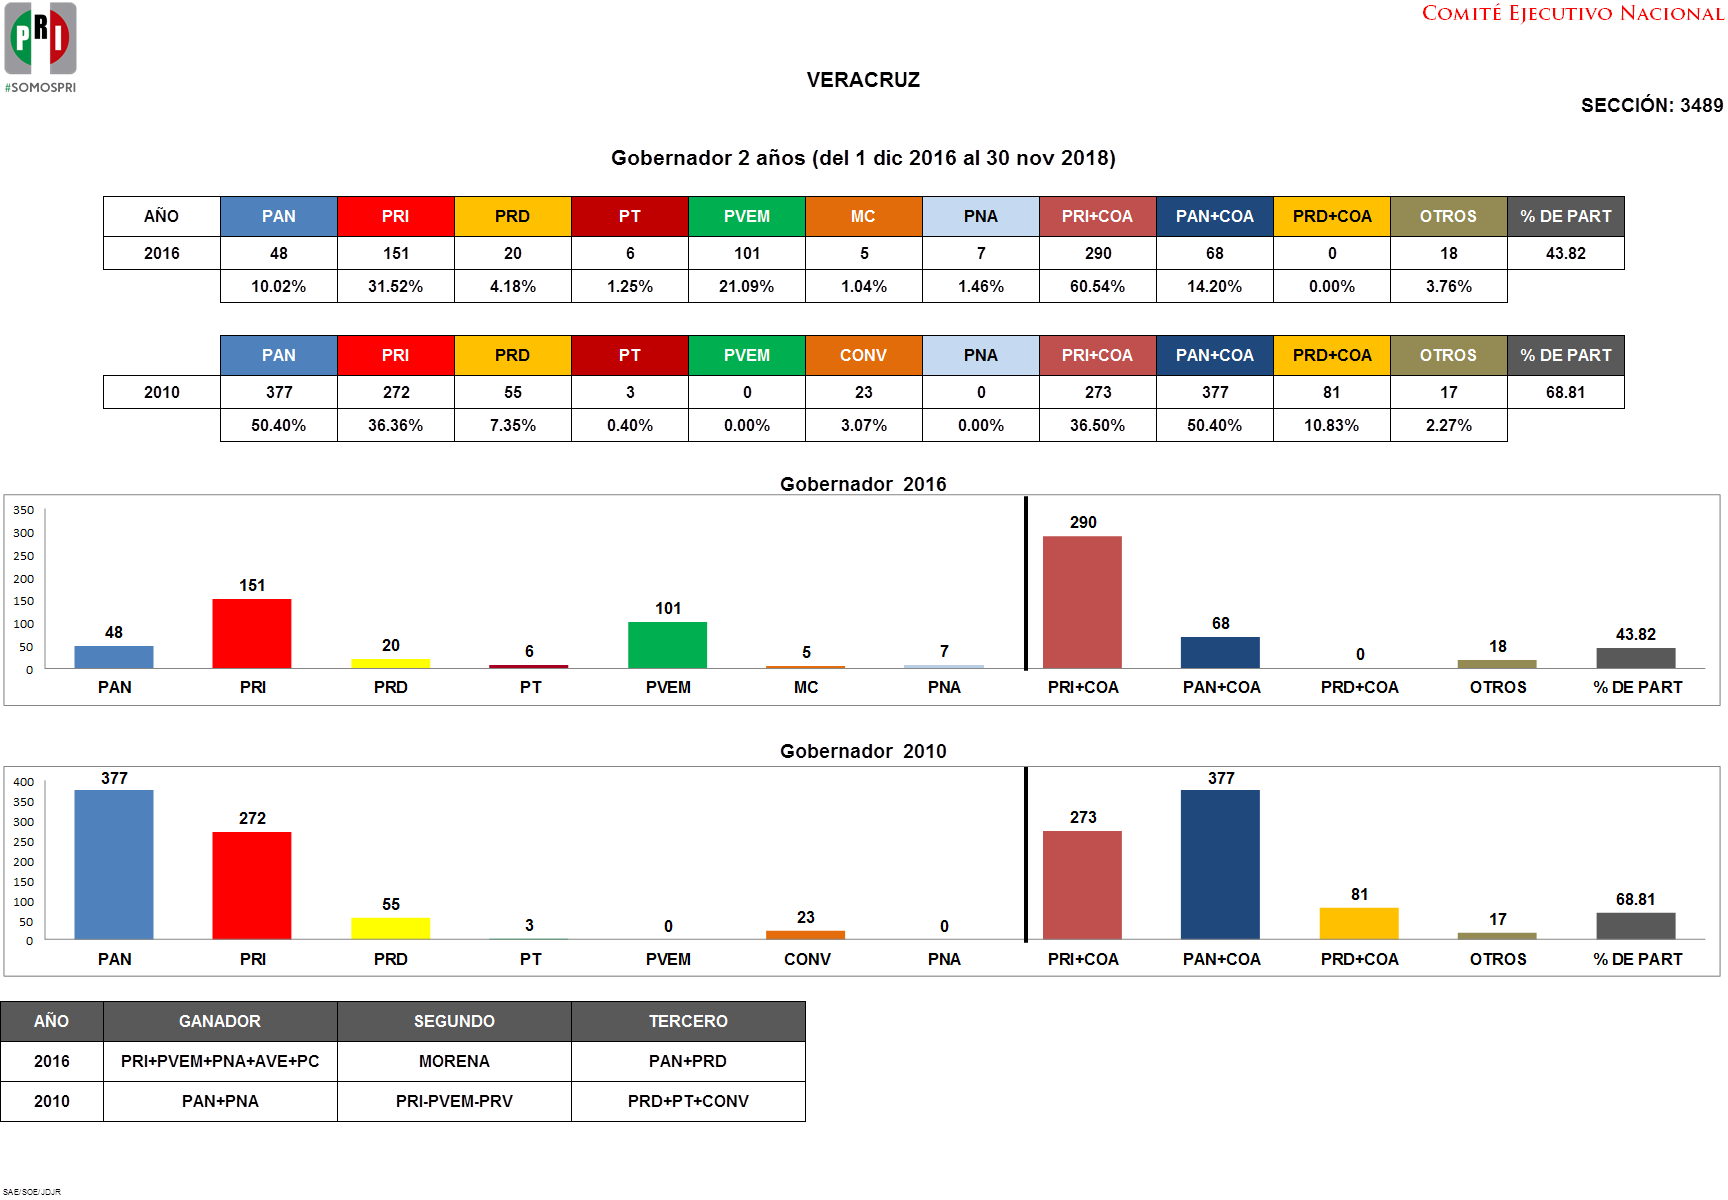 COMITÉ EJECUTIVO NACIONAL
PRI
#SOMOSPRI
VERACRUZ
SECCIÓN: 3489
Gobernador 2 años (del 1 dic 2016 al 30 nov 2018)
AÑO PAN PRI PRD PT PVEM MC PNA PRI+COA PAN+COA PRD+COA OTROS % DE PART
2016 48 151 20 6 101 5 7 290 68 0 18 43.82
10.02% 31.52% 4.18% 1.25% 21.09% 1.04% 1.46% 60.54% 14.20% 0.00% 3.76%
PAN PRI PRD PT PVEM CONV PNA PRI+COA PAN+COA PRD+COA OTROS % DE PART
2010 377 272 55 3 0 23 0 273 377 81 17 68.81
50.40% 36.36% 7.35% 0.40% 0.00% 3.07% 0.00% 36.50% 50.40% 10.83% 2.27%
Gobernador 2016
350
300
250
200
150
100
50
0
48 151 20 6 101 5 7 290 68 0 18 43.82
PAN PRI PRD PT PVEM MC PNA PRI+COA PAN+COA PRD+COA OTROS % DE PART
Gobernador 2010
400
350
300
250
200
150
100
50
0
377 272 55 3 0 23 0 273 377 81 17 68.81
PAN PRI PRD PT PVEM CONV PNA PRI+COA PAN+COA PRD+COA OTROS % DE PART
AÑO GANADOR SEGUNDO TERCERO
2016 PRI+PVEM+PNA+AVE+PC MORENA PAN+PRD
2010 PAN+PNA PRI-PVEM-PRV PRD+PT+CONV
SAE/SOE/JDJR